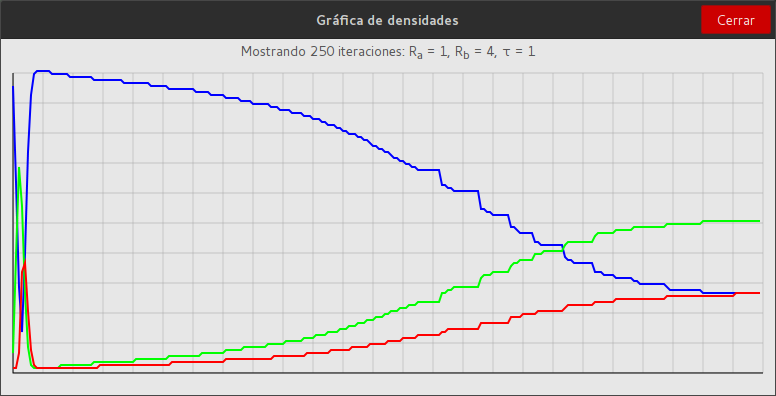 Gráfica de densidades
Cerrar
Mostrando 250 iteraciones: Ra = 1, Rb = 4, τ = 1